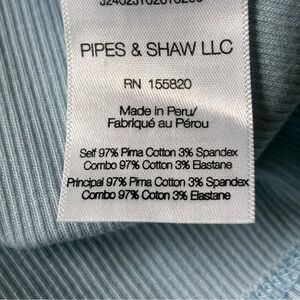 PIPES & SHAW LLC
RN 155820
Made in Peru/
Fabriqué au Pérou
Self 97% Pima Cotton 3% Spandex
Combo 97% Cotton 3% Elastane
Principal 97% Pima Cotton 3% Spandex
Combo 97% Cotton 3% Elastane